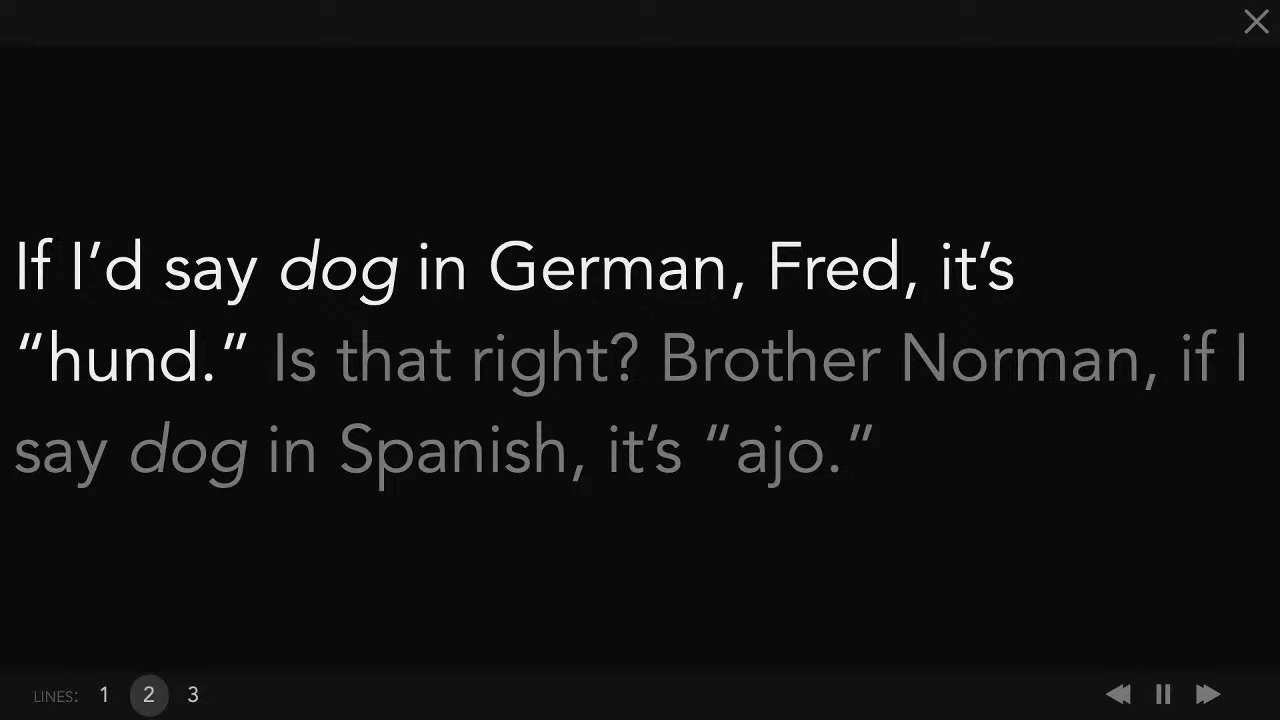 If I’d say dog in German, Fred, it’s
“hund.” Is that right? Brother Norman, if I
say dog in Spanish, it’s “ajo.”
LINES: 1 2 3